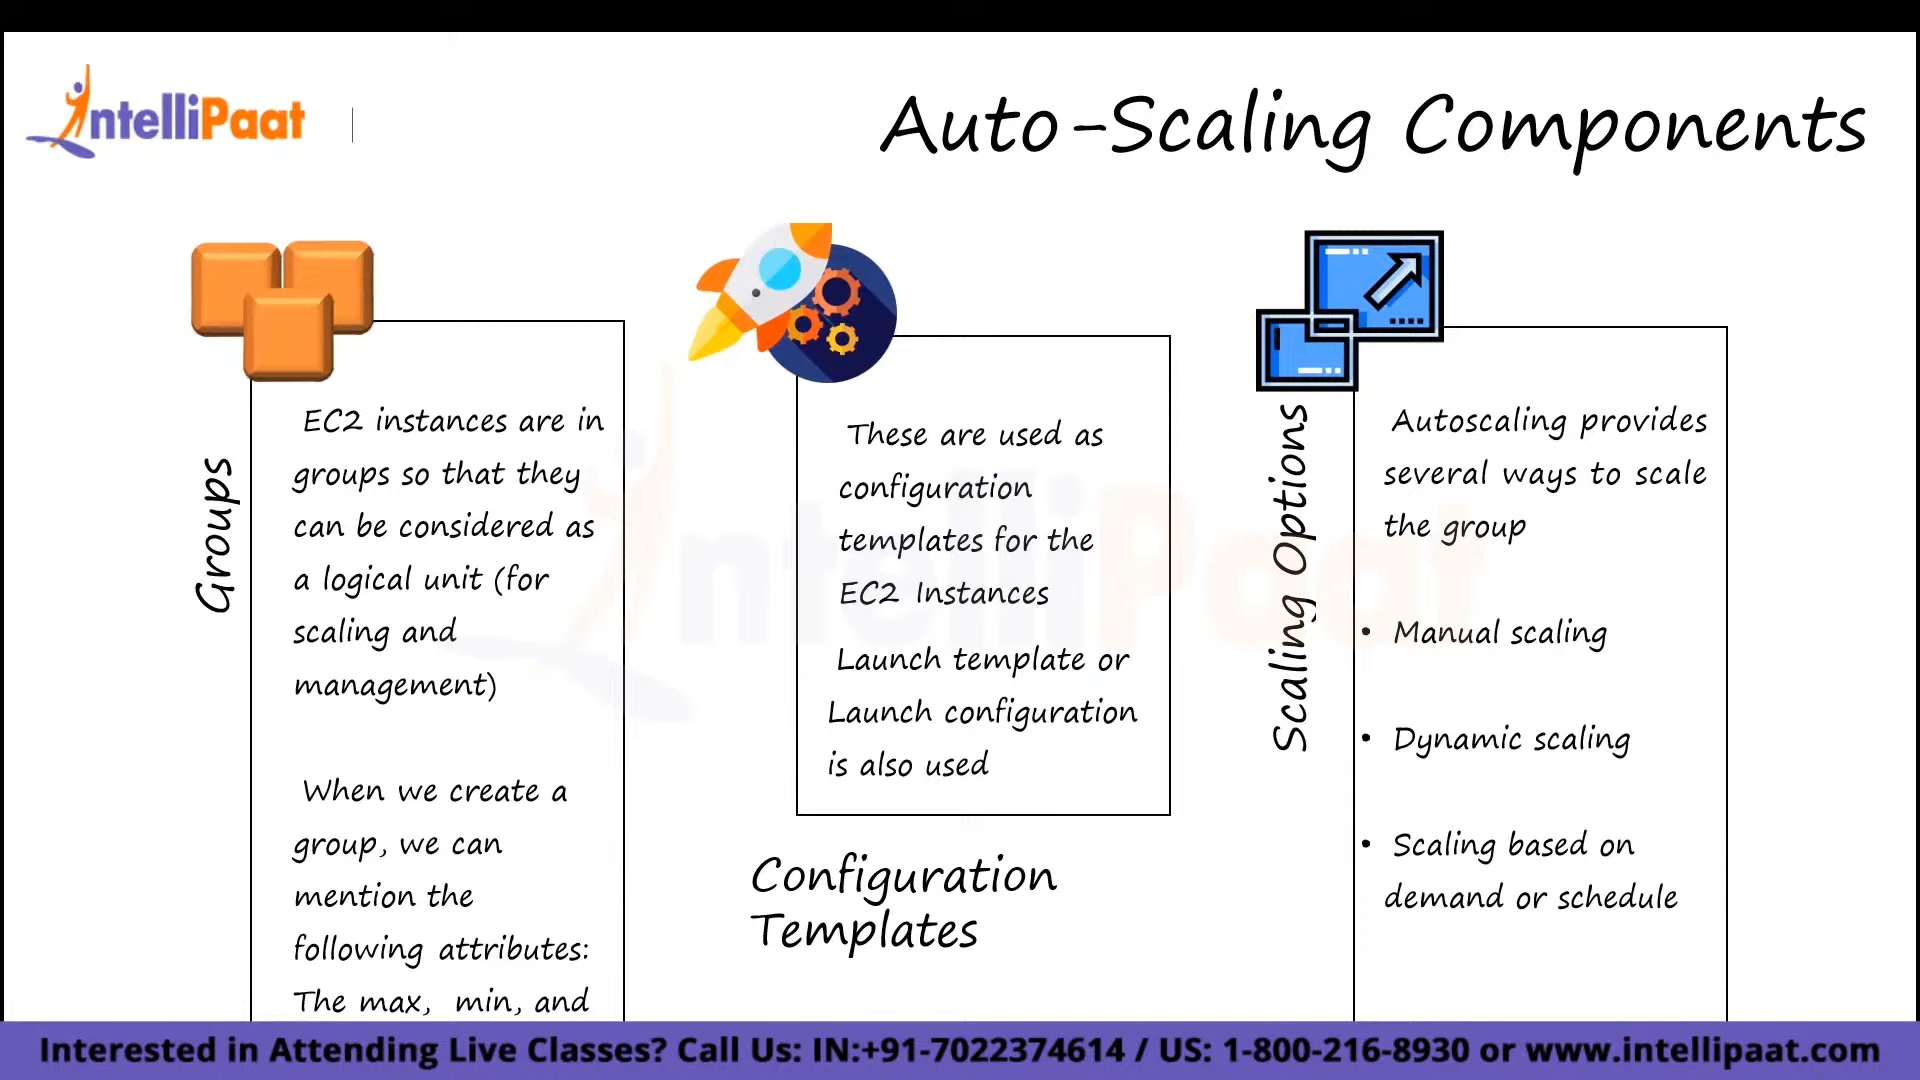 IntelliPaat
Auto-Scaling Components
Groups
EC2 instances are in
groups so that they
can be considered as
a logical unit (for
scaling and
management)
When we create a
group, we can
mention the
following attributes:
The max, min, and
These are used as
configuration
templates for the
EC2 Instances
Launch template or
Launch configuration
is also used
Configuration
Templates
Scaling Options
Autoscaling provides
several ways to scale
the group
• Manual scaling
• Dynamic scaling
• Scaling based on
demand or schedule
IntelliPaat
Interested in Attending Live Classes? Call Us: IN:+91-7022374614 / US: 1-800-216-8930 or www.intellipaat.com